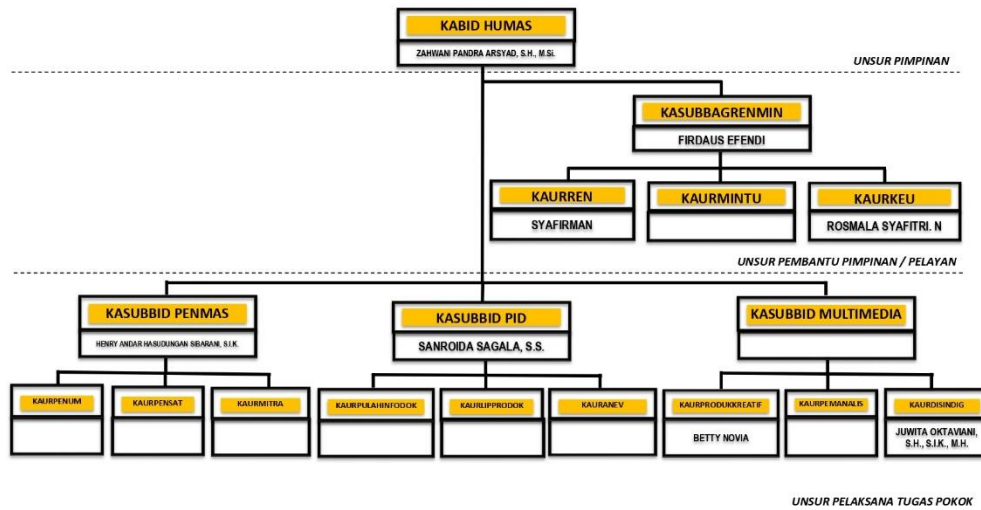 KABID HUMAS
ZAHWANI PANDRA ARSYAD, S.H., M.Si.
UNSUR PIMPINAN
KASUBBAGRENMIN
FIRDAUS EFENDI
KAURREN
KAURMINTU
KAURKEU
SYAFIRMAN
ROSMALA SYAFITRI. N
UNSUR PEMBANTU PIMPINAN / PELAYAN
KASUBBID PENMAS
KASUBBID PID
KASUBBID MULTIMEDIA
HENRY ANDAR HASUDUNGAN SIBARANI, S.I.K.
SANROIDA SAGALA, S.S.
KAURPENUM
KAURPENSAT
KAURMITRA
KAURPULAHINFODOK
KAURLIPPRODOK
KAURANEV
KAURPRODUKKREATIF
KAURPEMANALIS
KAURDISINDIG
BETTY NOVIA
JUWITA OKTAVIANI,
S.H., S.I.K., M.H.
UNSUR PELAKSANA TUGAS POKOK